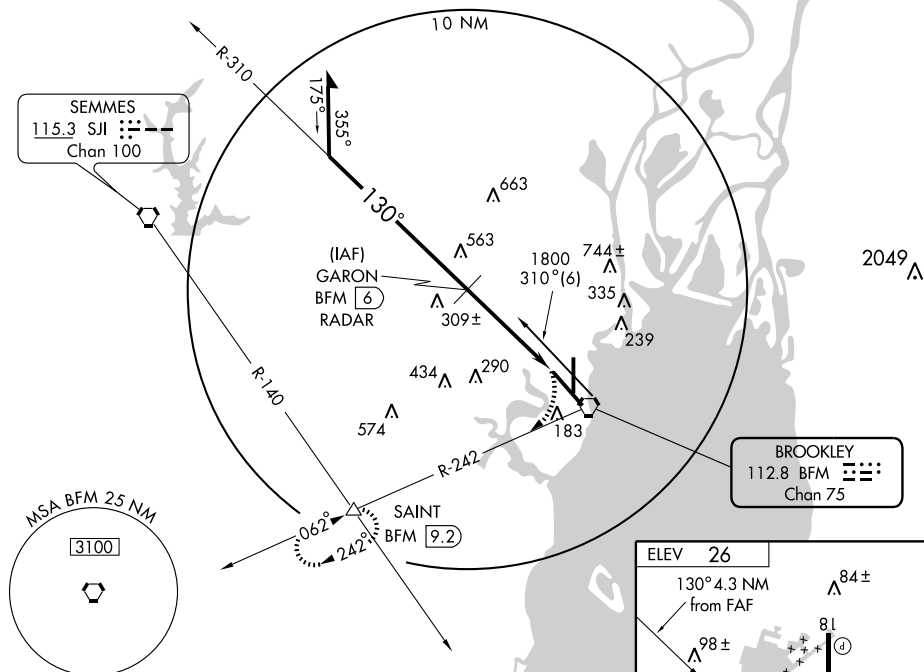 10 NM
R-310
SEMMES
115.3 SJI
Chan 100
175°
355°
130°
663
563
(IAF)
GARON
BFM 6
RADAR
309±
1800
310°(6)
744±
335
239
2049
434
290
574
183
R-140
R-242
BROOKLEY
112.8 BFM
Chan 75
SAINT
BFM 9.2
062°
242°
MSA BFM 25 NM
3100
ELEV 26
130° 4.3 NM
from FAF
84±
98±
18
P